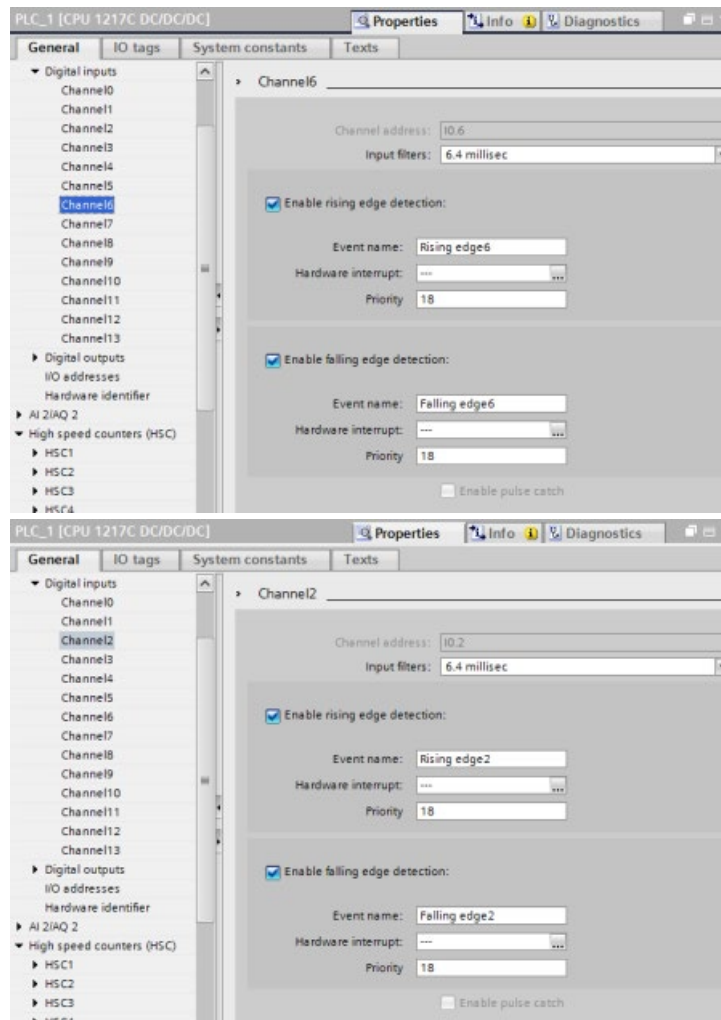 PLC_1 [CPU 1217C DC/DC/DC]
Properties
Info
Diagnostics
General
IO tags
System constants
Texts
Digital inputs
Channel0
Channel1
Channel2
Channel3
Channel4
Channel5
Channel6
Channel7
Channel8
Channel9
Channel10
Channel11
Channel12
Channel13
Digital outputs
I/O addresses
Hardware identifier
AI 2/AQ 2
High speed counters (HSC)
HSC1
HSC2
HSC3
HSC4
Channel6
Channel address: I0.6
Input filters: 6.4 millisec
Enable rising edge detection:
Event name: Rising edge6
Hardware interrupt: ---
...
Priority 18
Enable falling edge detection:
Event name: Falling edge6
Hardware interrupt: ---
...
Priority 18
Enable pulse catch
PLC_1 [CPU 1217C DC/DC/DC]
Properties
Info
Diagnostics
General
IO tags
System constants
Texts
Digital inputs
Channel0
Channel1
Channel2
Channel3
Channel4
Channel5
Channel6
Channel7
Channel8
Channel9
Channel10
Channel11
Channel12
Channel13
Digital outputs
I/O addresses
Hardware identifier
AI 2/AQ 2
High speed counters (HSC)
HSC1
HSC2
HSC3
Channel2
Channel address: I0.2
Input filters: 6.4 millisec
Enable rising edge detection:
Event name: Rising edge2
Hardware interrupt: ---
...
Priority 18
Enable falling edge detection:
Event name: Falling edge2
Hardware interrupt: ---
...
Priority 18
Enable pulse catch